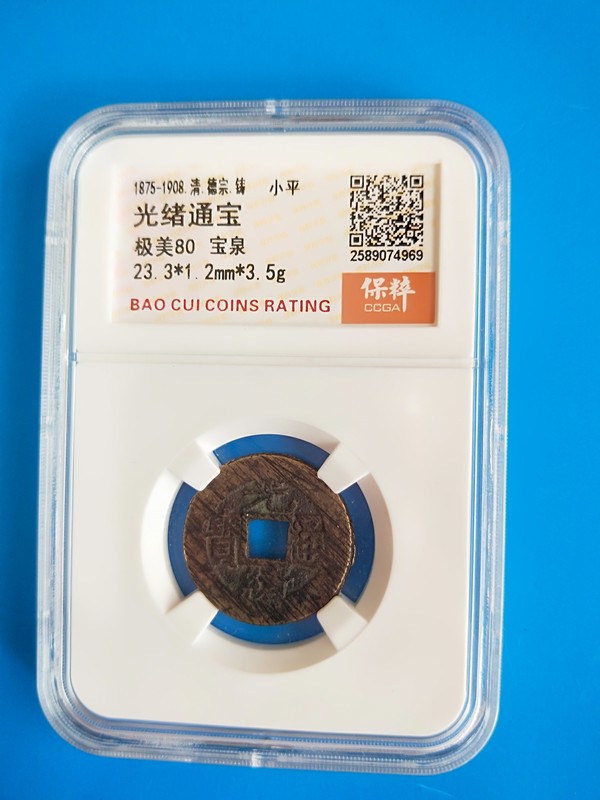 1875-1908.清.德宗.铸 小平
光绪通宝
极美80 宝泉
23.3*1.2mm*3.5g
BAO CUI COINS RATING
2589074969
保粹
CCGA